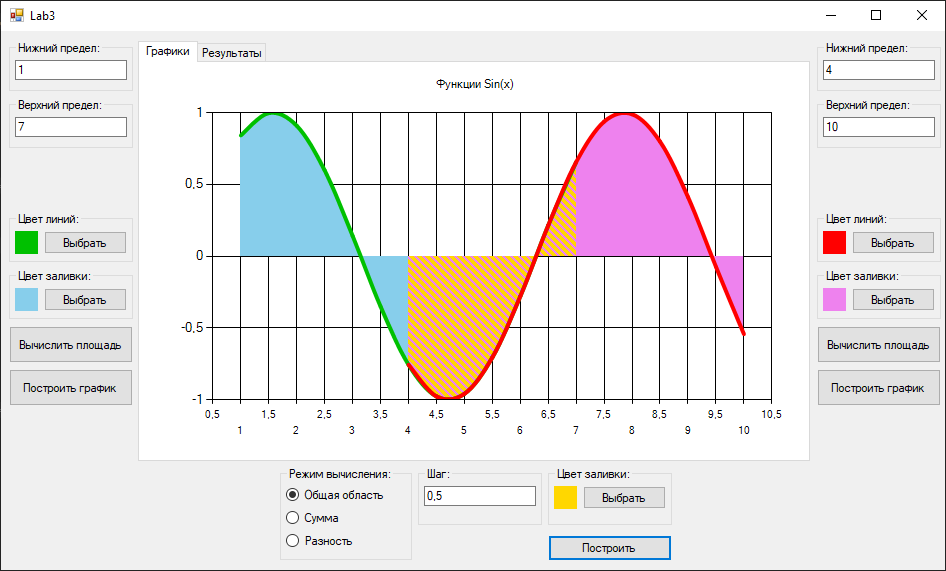 Lab3
Нижний предел:
1
Верхний предел:
7
Цвет линий:
Выбрать
Цвет заливки:
Выбрать
Вычислить площадь
Построить график
Графики
Результаты
Функции Sin(x)
1
0,5
0
-0,5
-1
0,5 1,5 2,5 3,5 4,5 5,5 6,5 7,5 8,5 9,5 10,5
1 2 3 4 5 6 7 8 9 10
Нижний предел:
4
Верхний предел:
10
Цвет линий:
Выбрать
Цвет заливки:
Выбрать
Вычислить площадь
Построить график
Режим вычисления:
Общая область
Сумма
Разность
Шаг:
0,5
Цвет заливки:
Выбрать
Построить